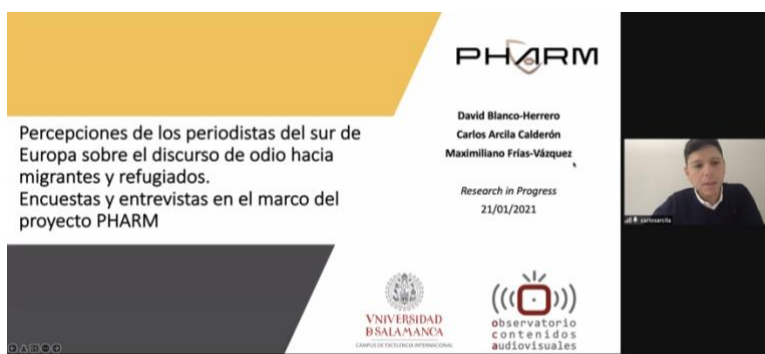 PHARM
Percepciones de los periodistas del sur de
Europa sobre el discurso de odio hacia
migrantes y refugiados.
Encuestas y entrevistas en el marco del
proyecto PHARM
David Blanco-Herrero
Carlos Arcila Calderón
Maximiliano Frías-Vázquez
Research in Progress
21/01/2021
carlosarcila
VNIVERSIDAD
D SALAMANCA
CAMPUS DE EXCELENCIA INTERNACIONAL
observatorio
contenidos
audiovisuales